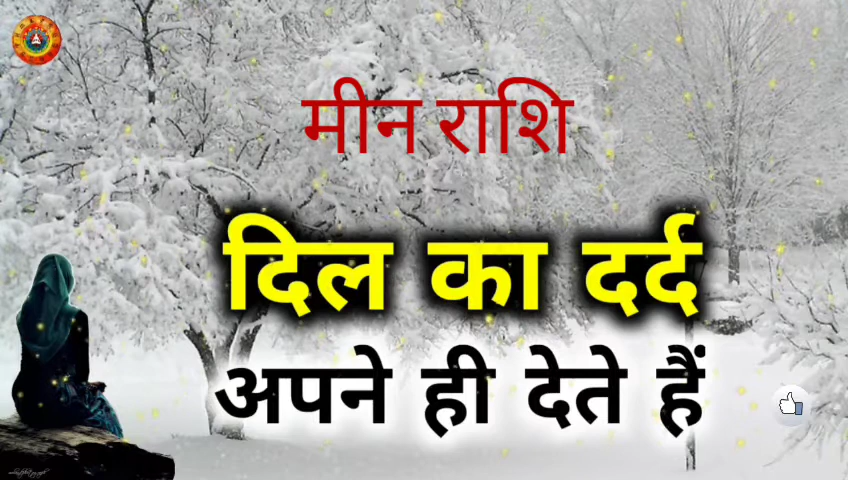 मीन राशि
दिल का दर्द
अपने ही देते हैं